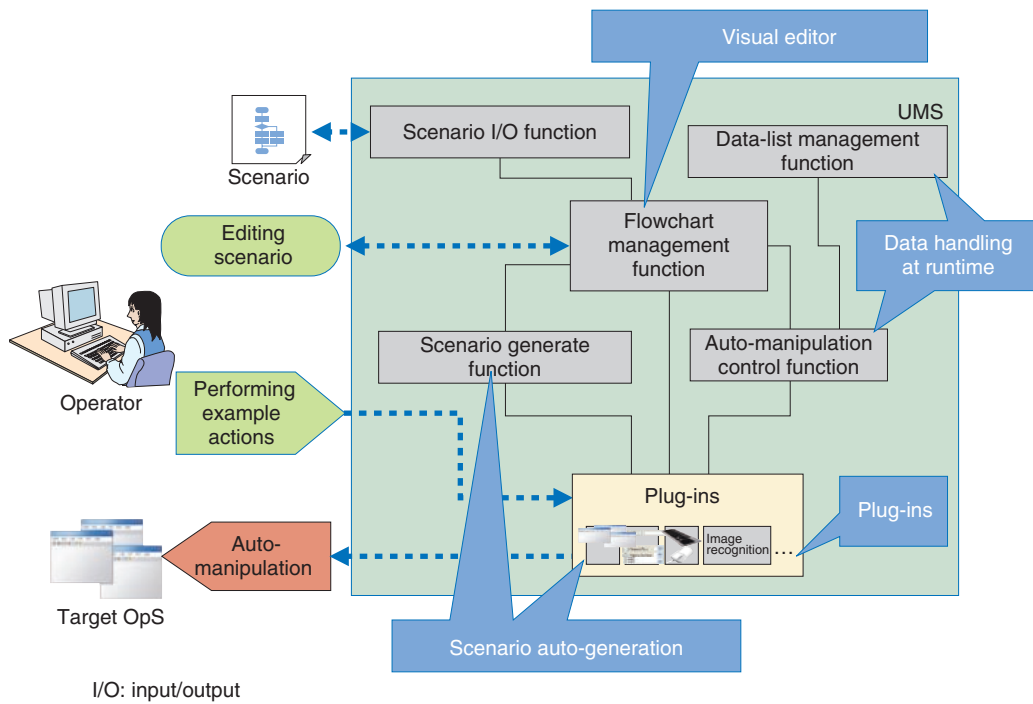 Visual editor
UMS
Scenario I/O function
Data-list management
function
Scenario
Flowchart
management
function
Editing
scenario
Data handling
at runtime
Scenario generate
function
Auto-manipulation
control function
Operator
Performing
example
actions
Plug-ins
Plug-ins
Image
recognition
...
Auto-
manipulation
Target OpS
Scenario auto-generation
I/O: input/output